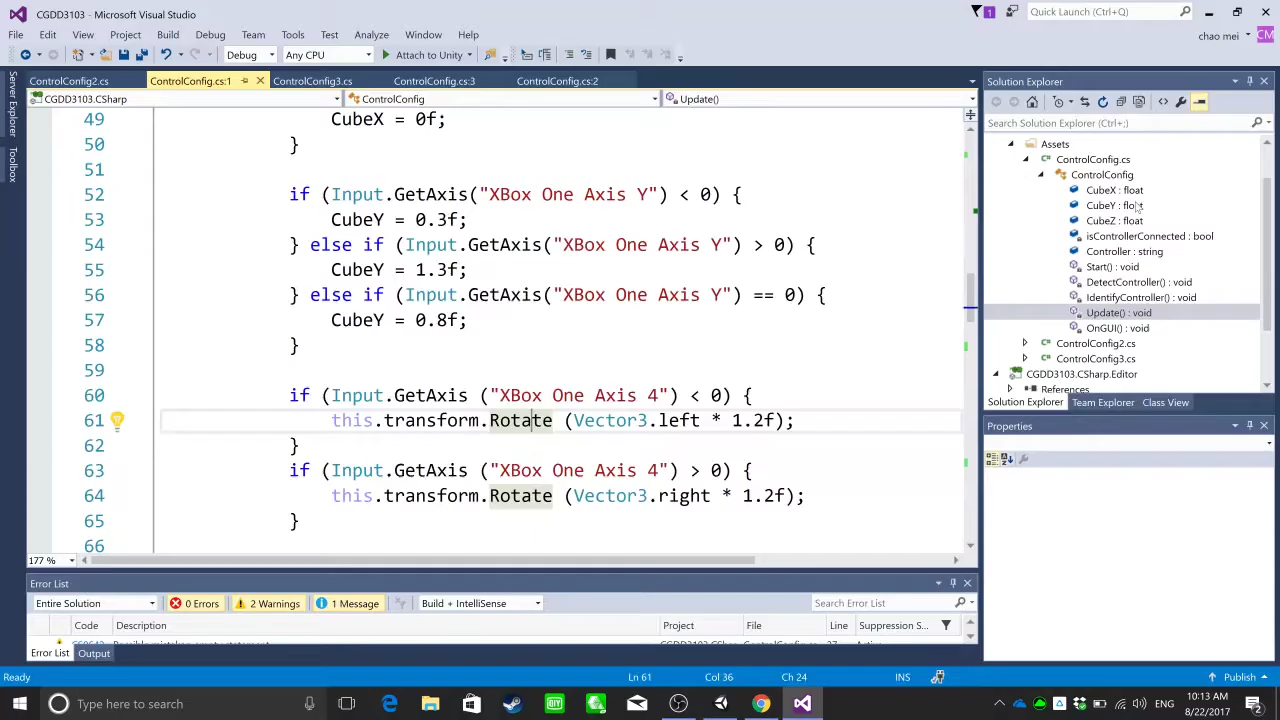 CGDD3103 - Microsoft Visual Studio
1
Quick Launch (Ctrl+Q)
File Edit View Project Build Debug Team Tools Test Analyze Window Help
chao mei
CM
Debug Any CPU Attach to Unity
Server Explorer
Toolbox
ControlConfig2.cs ControlConfig.cs:1 ControlConfig3.cs ControlConfig.cs:3 ControlConfig.cs:2
CGDD3103.CSharp ControlConfig Update()
49 CubeX = 0f;
50 }
51
52 if (Input.GetAxis("XBox One Axis Y") < 0) {
53 CubeY = 0.3f;
54 } else if (Input.GetAxis("XBox One Axis Y") > 0) {
55 CubeY = 1.3f;
56 } else if (Input.GetAxis("XBox One Axis Y") == 0) {
57 CubeY = 0.8f;
58 }
59
60 if (Input.GetAxis ("XBox One Axis 4") < 0) {
61 this.transform.Rotate (Vector3.left * 1.2f);
62 }
63 if (Input.GetAxis ("XBox One Axis 4") > 0) {
64 this.transform.Rotate (Vector3.right * 1.2f);
65 }
66
177 %
Solution Explorer
Search Solution Explorer (Ctrl+;)
Assets
ControlConfig.cs
ControlConfig
CubeX : float
CubeY : float
CubeZ : float
isControllerConnected : bool
Controller : string
Start() : void
DetectController() : void
IdentifyController() : void
Update() : void
OnGUI() : void
ControlConfig2.cs
ControlConfig3.cs
CGDD3103.CSharp.Editor
References
Solution Explorer Team Explorer Class View
Properties
Error List
Entire Solution 0 Errors 2 Warnings 1 Message Build + IntelliSense Search Error List
Code Description Project File Line Suppression S...
Error List Output
Ready Ln 61 Col 36 Ch 24 INS Publish
Type here to search
DIY
10:13 AM
8/22/2017
2